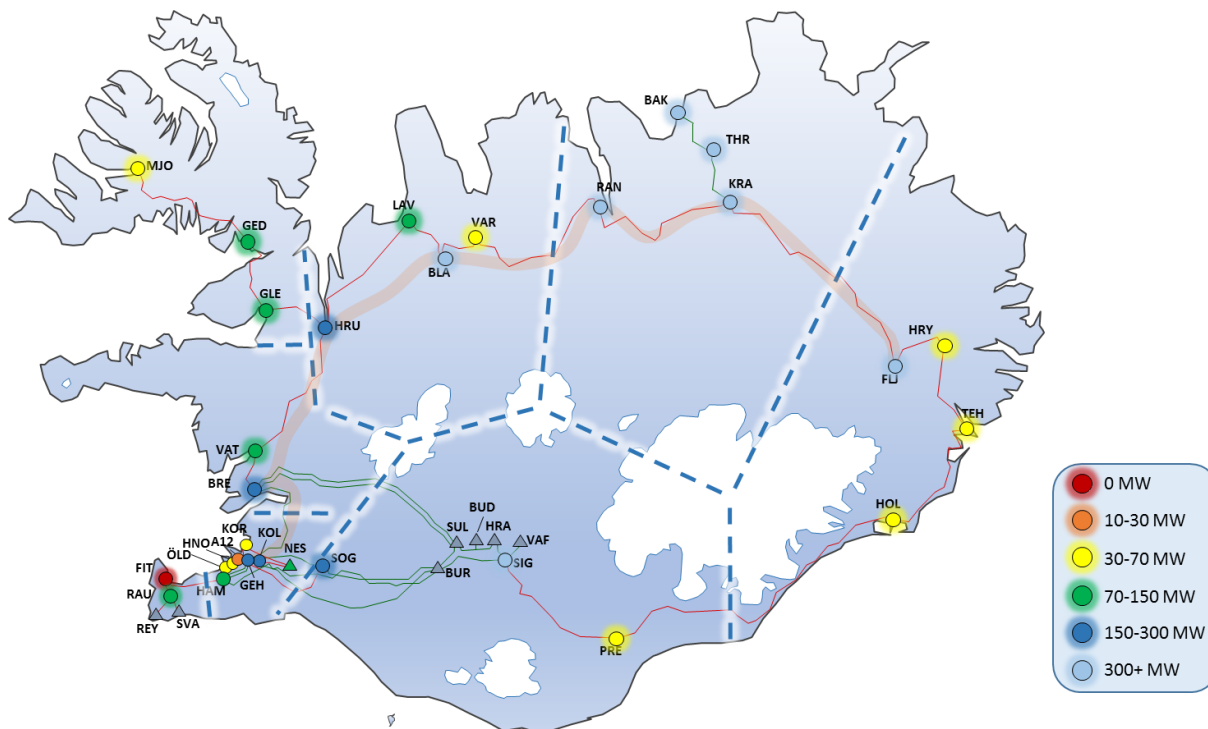 BAK
THR
MJO
KRA
RAN
LAV
VAR
GED
BLA
GLE
HRU
HRY
FLJ
TEH
VAT
BRE
HOL
BUD
SUL
HRA
VAF
KOR
HNO
A12
KOL
NES
SOG
ÖLD
SIG
FIT
GEH
BUR
HAM
RAU
REY
SVA
PRE
0 MW
10-30 MW
30-70 MW
70-150 MW
150-300 MW
300+ MW